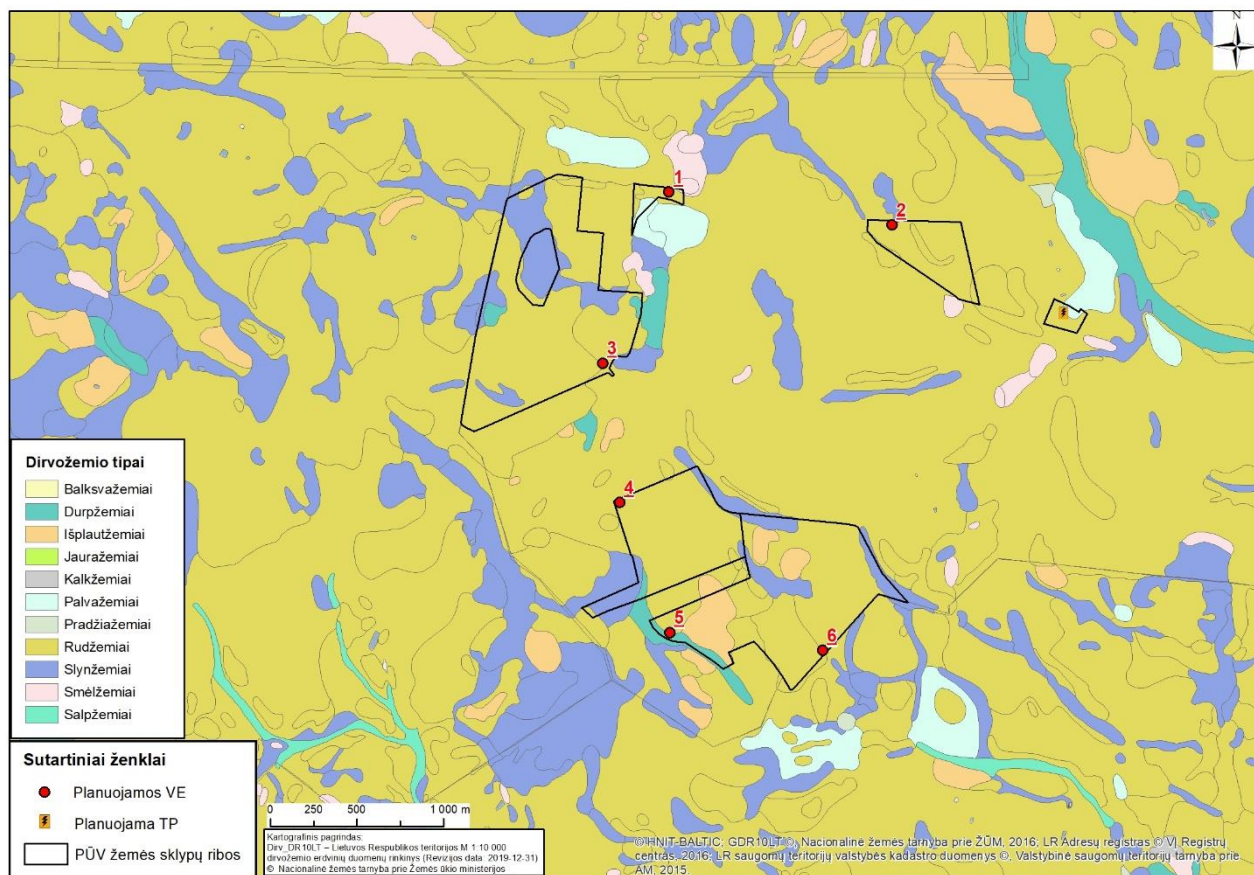 N
1
2
3
4
5
6
Dirvožemio tipai
Balksvažemiai
Durpžemiai
Išplautžemiai
Jauražemiai
Kalkžemiai
Palvažemiai
Pradžiažemiai
Rudžemiai
Slynžemiai
Smėlžemiai
Salpžemiai
Sutartiniai ženklai
Planuojamos VE
Planuojama TP
PŪV žemės sklypų ribos
0 250 500 1 000 m
Kartografinis pagrindas:
Dirv_DR10LT – Lietuvos Respublikos teritorijos M 1:10 000
dirvožemio erdvinių duomenų rinkinys (Revizijos data: 2019-12-31)
© Nacionalinė žemės tarnyba prie Žemės ūkio ministerijos
© HNIT-BALTIC; GDR10LT ©, Nacionalinė žemės tarnyba prie ŽŪM, 2016; LR Adresų registras © VĮ Registrų
centras, 2016; LR saugomų teritorijų valstybės kadastro duomenys ©, Valstybinė saugomų teritorijų tarnyba prie
AM, 2015.